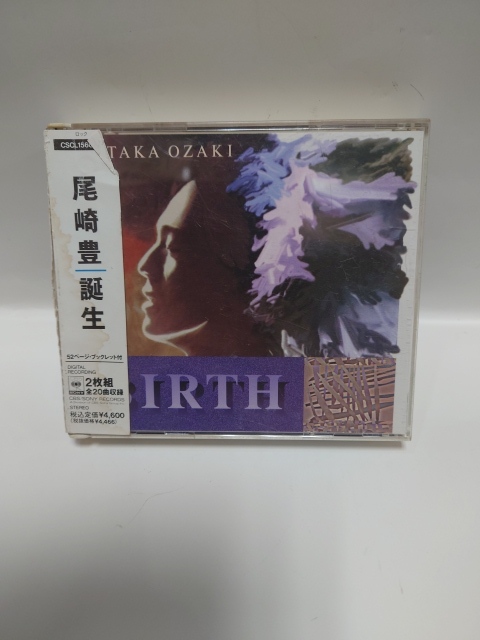 ロック
CSCL156
TAKA OZAKI
尾崎豊
誕生
52ページ・ブックレット付
DIGITAL
RECORDING
2枚組
全20曲収録
CBS/SONY RECORDS
STEREO
税込定価¥4,600
(税抜価格¥4,466)
BIRTH